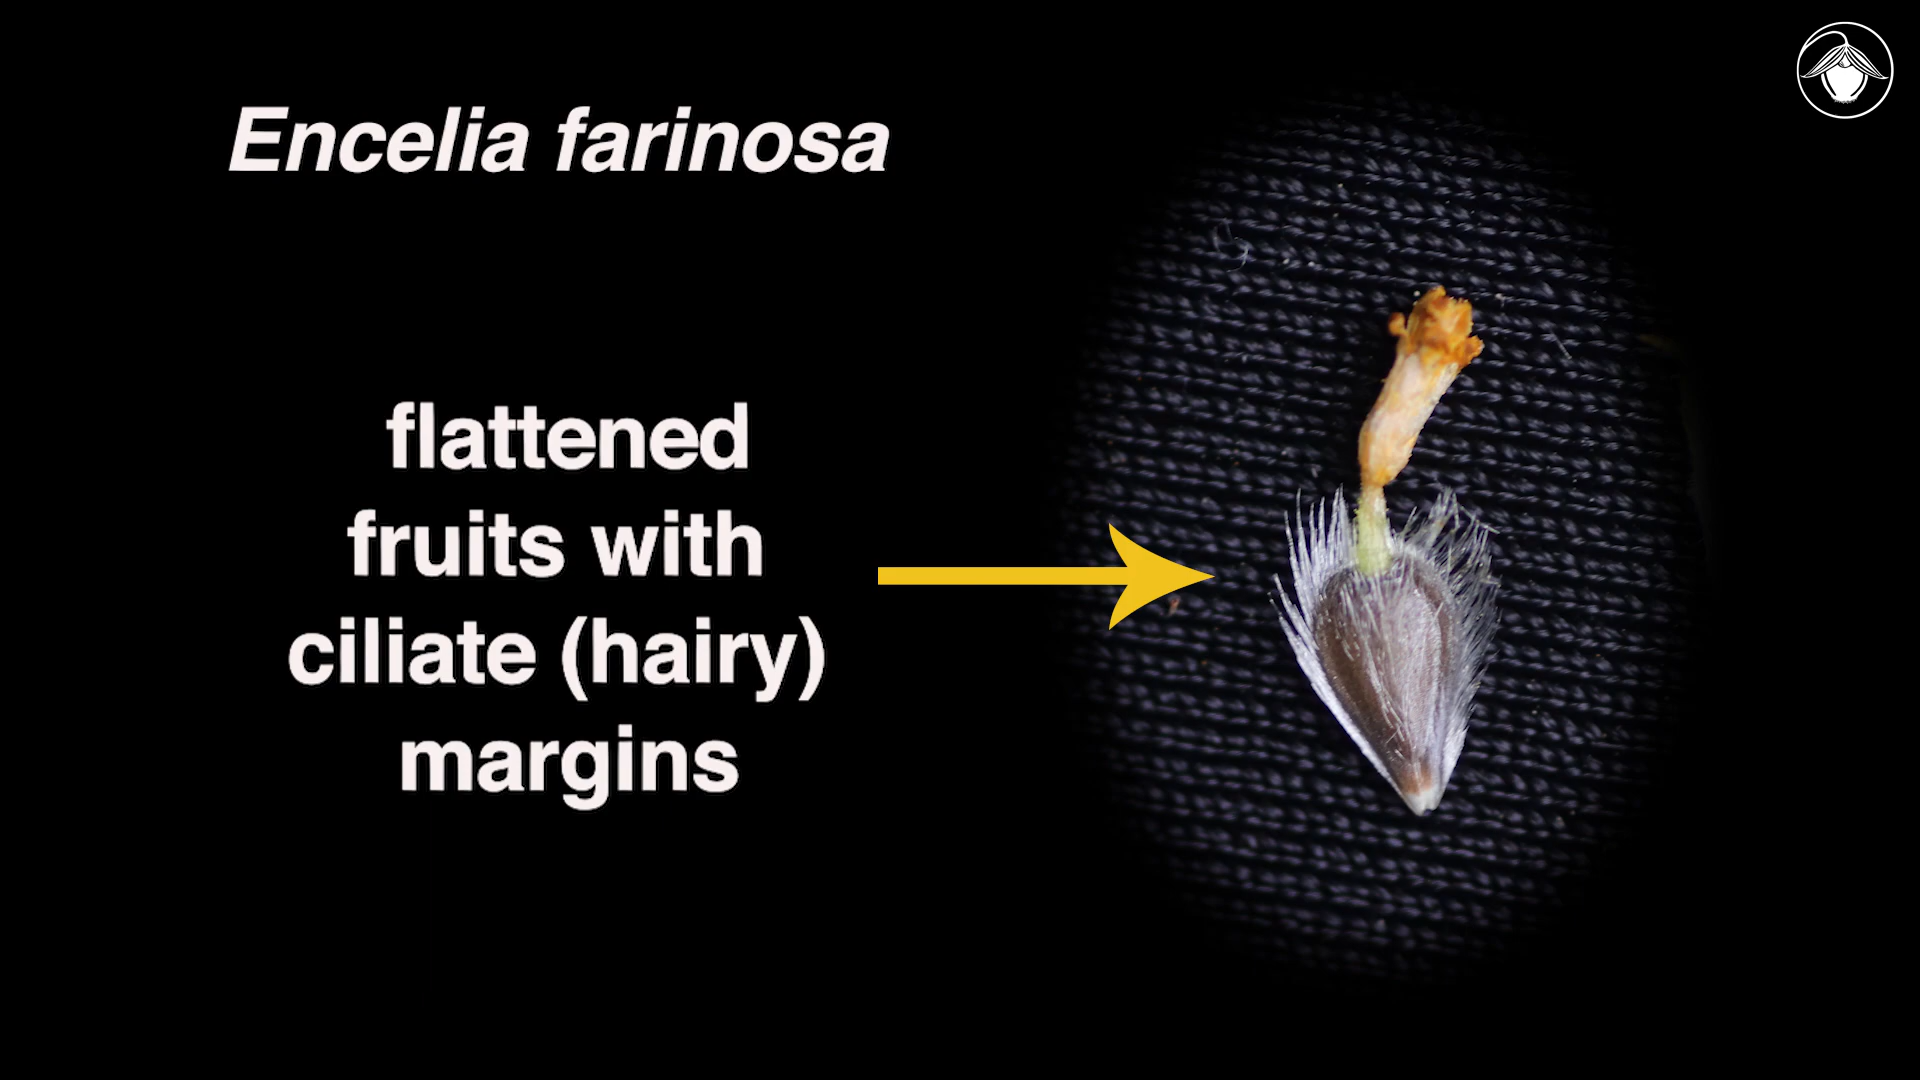 Encelia farinosa
flattened
fruits with
ciliate (hairy)
margins